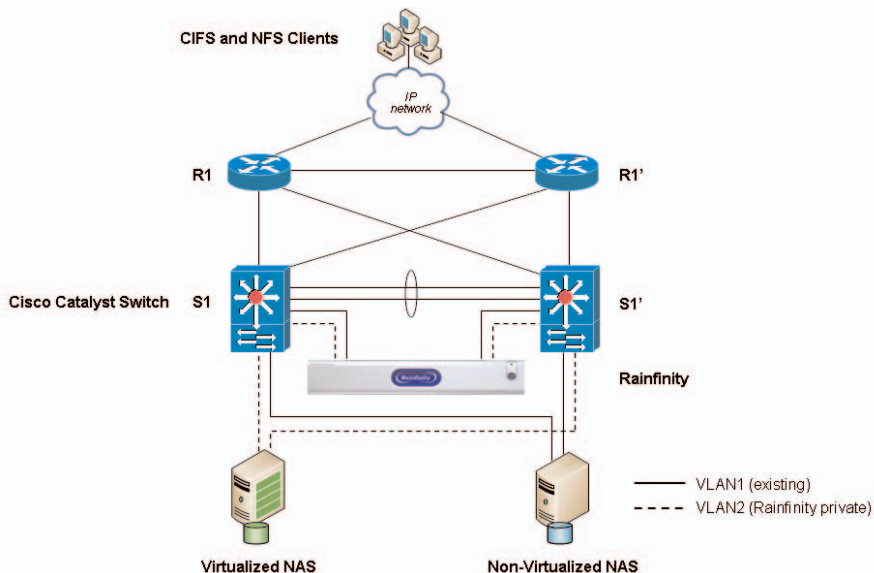 CIFS and NFS Clients
IP
network
R1
R1'
Cisco Catalyst Switch
S1
S1'
Rainfinity
Rainfinity
VLAN1 (existing)
VLAN2 (Rainfinity private)
Virtualized NAS
Non-Virtualized NAS